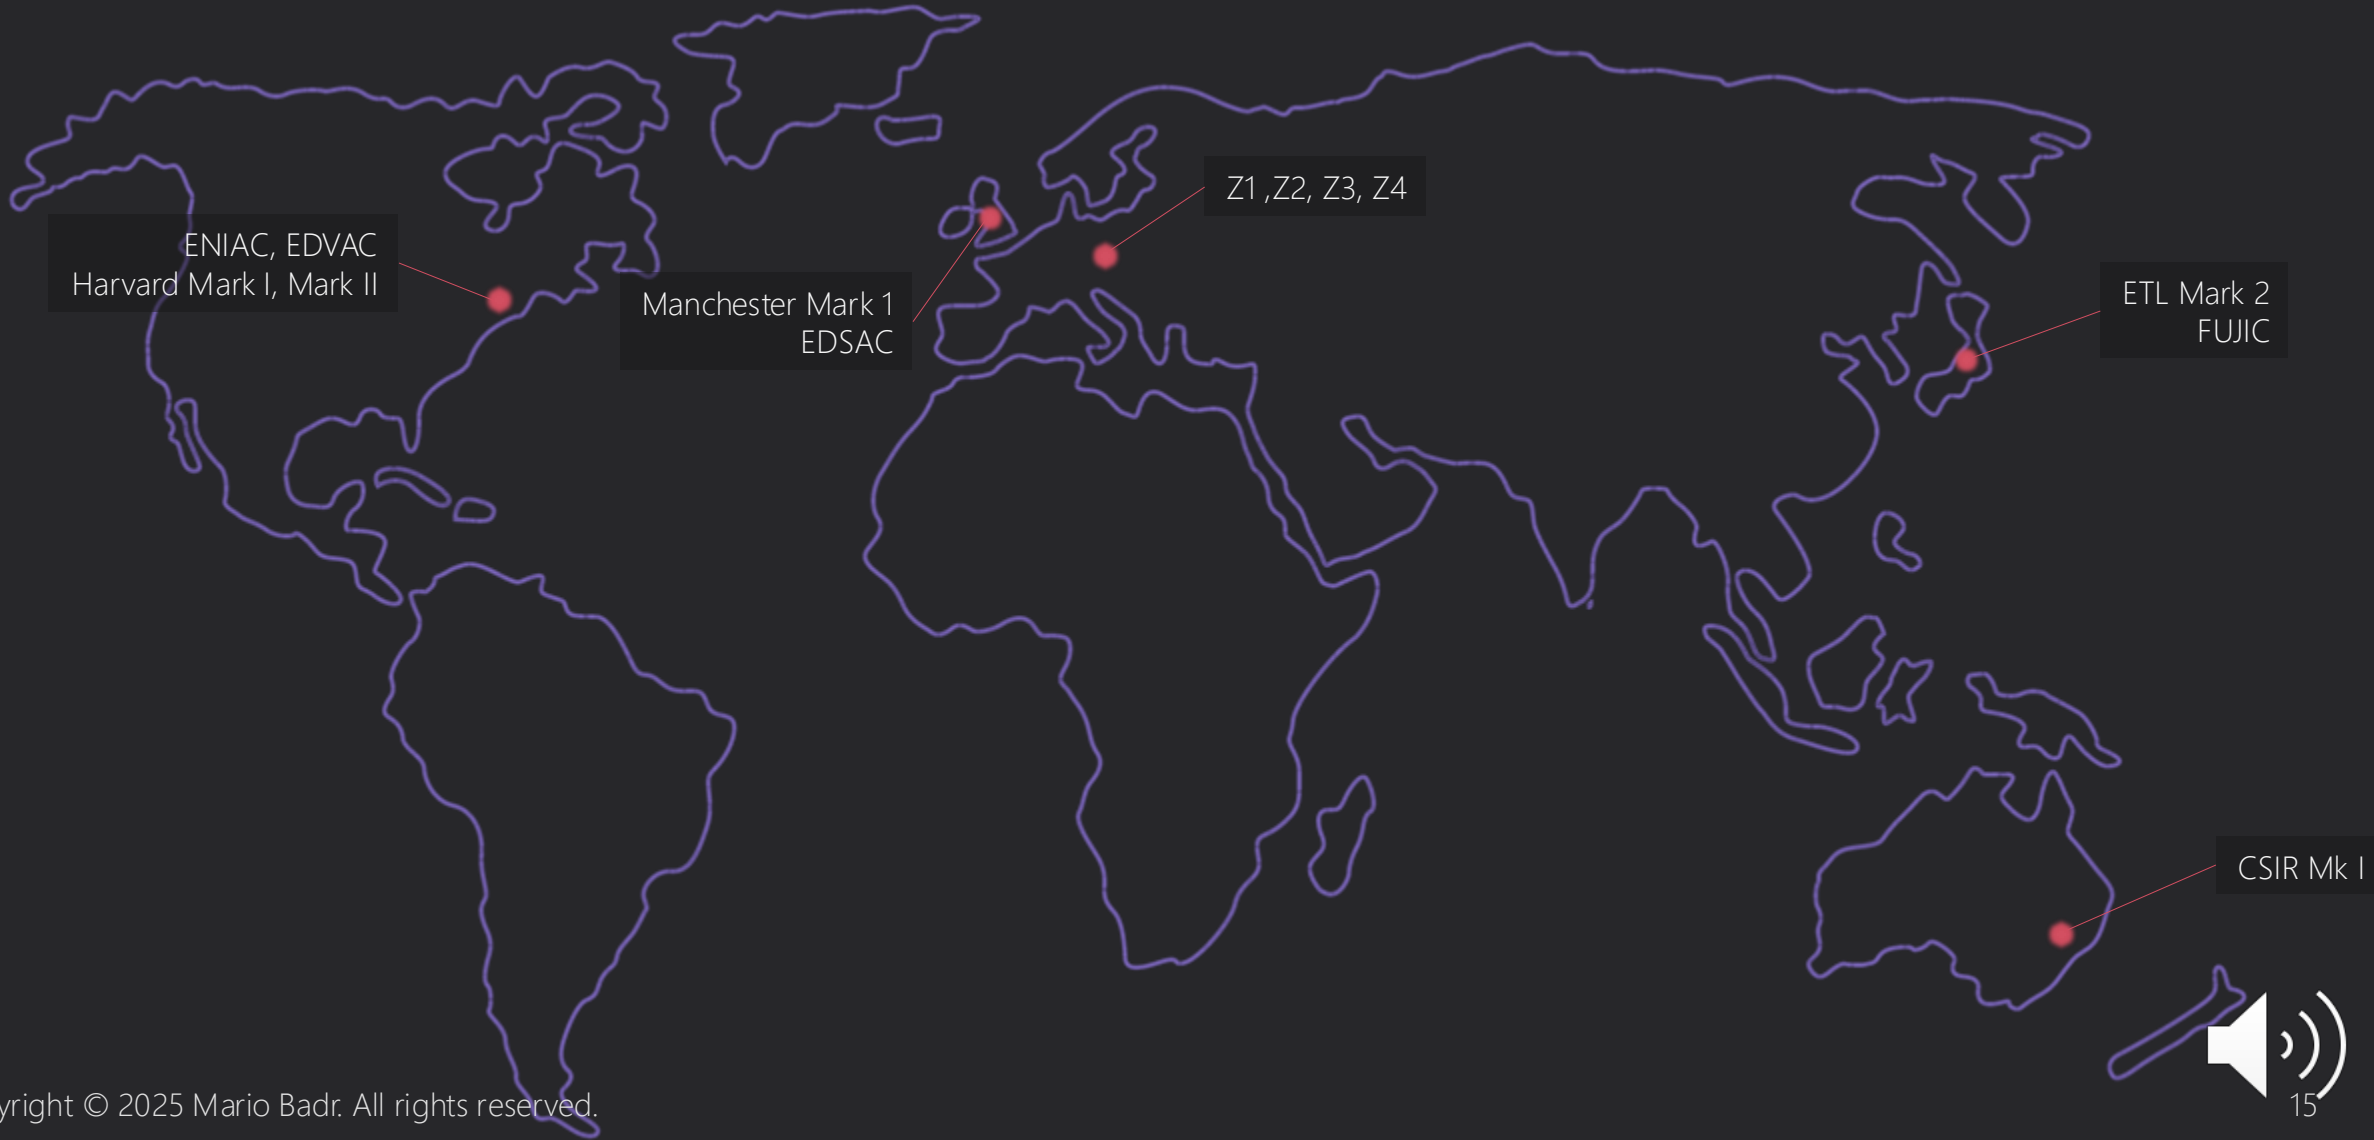 Z1 ,Z2, Z3, Z4
ENIAC, EDVAC
Harvard Mark I, Mark II
Manchester Mark 1
EDSAC
ETL Mark 2
FUJIC
CSIR Mk I
yright © 2025 Mario Badr. All rights reserved.
15